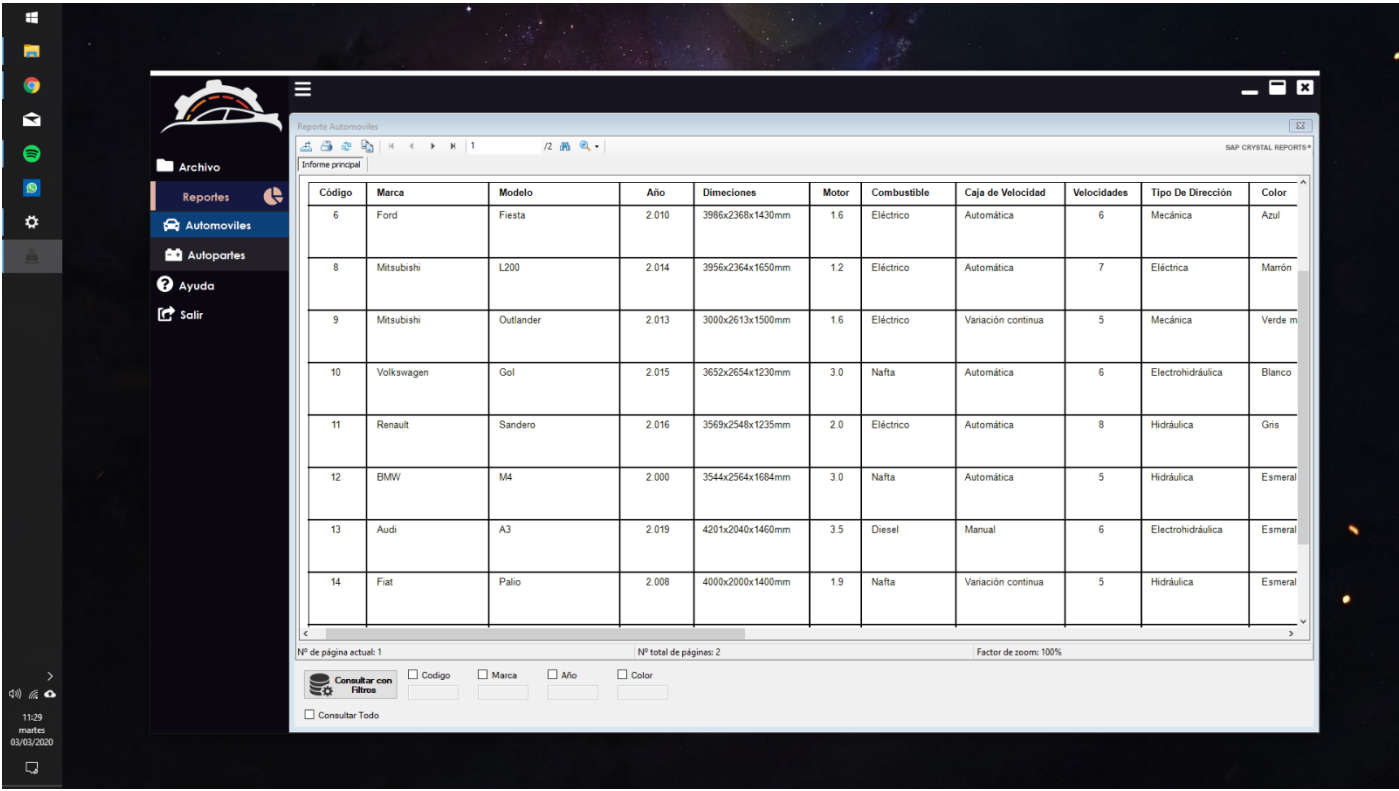 Reporte Automoviles
1 /2
SAP CRYSTAL REPORTS®
Informe principal
Archivo
Reportes
Automoviles
Autopartes
Ayuda
Salir
Código Marca Modelo Año Dimeciones Motor Combustible Caja de Velocidad Velocidades Tipo De Dirección Color
6 Ford Fiesta 2.010 3986x2368x1430mm 1.6 Eléctrico Automática 6 Mecánica Azul
8 Mitsubishi L200 2.014 3956x2364x1650mm 1.2 Eléctrico Automática 7 Eléctrica Marrón
9 Mitsubishi Outlander 2.013 3000x2613x1500mm 1.6 Eléctrico Variación continua 5 Mecánica Verde m
10 Volkswagen Gol 2.015 3652x2654x1230mm 3.0 Nafta Automática 6 Electrohidráulica Blanco
11 Renault Sandero 2.016 3569x2548x1235mm 2.0 Eléctrico Automática 8 Hidráulica Gris
12 BMW M4 2.000 3544x2564x1684mm 3.0 Nafta Automática 5 Hidráulica Esmeral
13 Audi A3 2.019 4201x2040x1460mm 3.5 Diesel Manual 6 Electrohidráulica Esmeral
14 Fiat Palio 2.008 4000x2000x1400mm 1.9 Nafta Variación continua 5 Hidráulica Esmeral
Nº de página actual: 1 Nº total de páginas: 2 Factor de zoom: 100%
Consultar con
Filtros
Codigo Marca Año Color
Consultar Todo
11:29
martes
03/03/2020